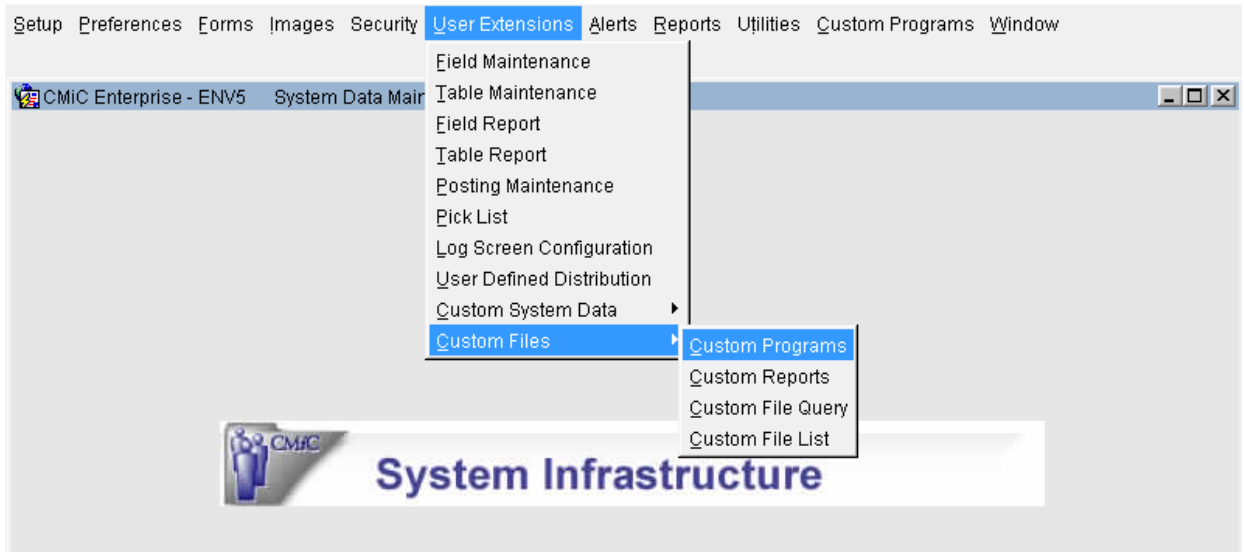 Setup Preferences Forms Images Security User Extensions Alerts Reports Utilities Custom Programs Window
Field Maintenance
CMiC Enterprise - ENV5 System Data Mair
Table Maintenance
Field Report
Table Report
Posting Maintenance
Pick List
Log Screen Configuration
User Defined Distribution
Custom System Data
Custom Files
Custom Programs
Custom Reports
Custom File Query
Custom File List
CMiC
System Infrastructure